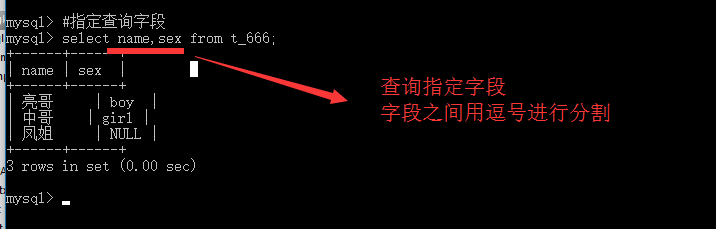 mysql> #指定查询字段
mysql> select name,sex from t_666;
+------+------+
| name | sex  |
+------+------+
| 亮哥 | boy  |
| 中哥 | girl |
| 凤姐 | NULL |
+------+------+
3 rows in set (0.00 sec)
mysql>
查询指定字段
字段之间用逗号进行分割